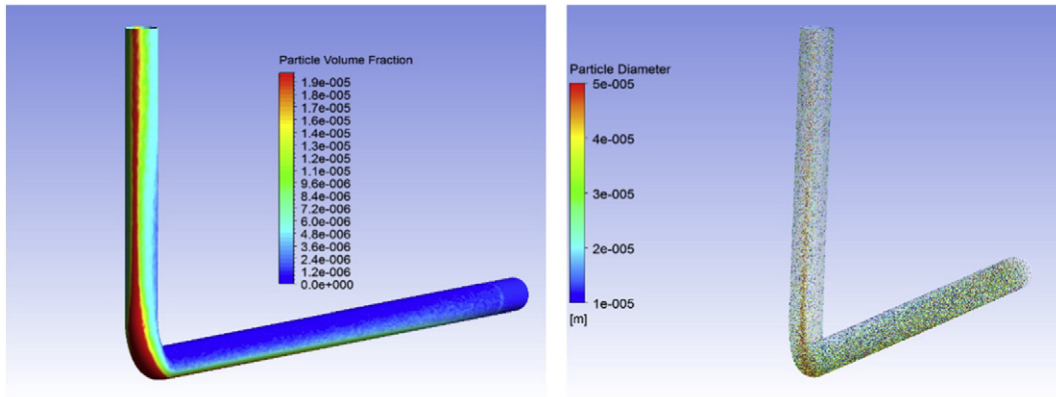 Particle Volume Fraction
1.9e-005
1.8e-005
1.7e-005
1.6e-005
1.4e-005
1.3e-005
1.2e-005
1.1e-005
9.6e-006
8.4e-006
7.2e-006
6.0e-006
4.8e-006
3.6e-006
2.4e-006
1.2e-006
0.0e+000
Particle Diameter
5e-005
4e-005
3e-005
2e-005
1e-005
[m]